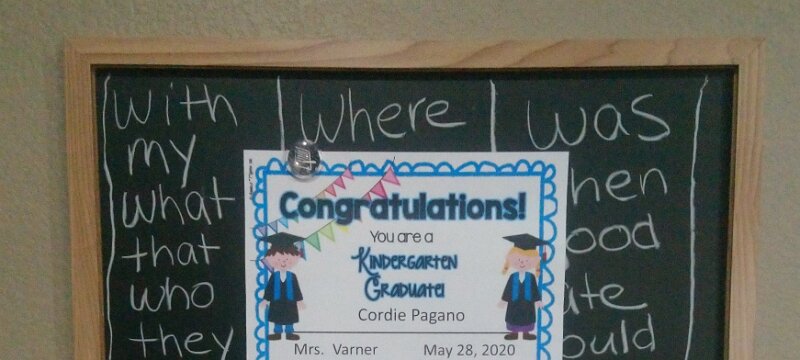 with where was
my
what
that
who
they
Congratulations!
You are a
Kindergarten
Graduate!
Cordie Pagano
Mrs. Varner May 28, 2020